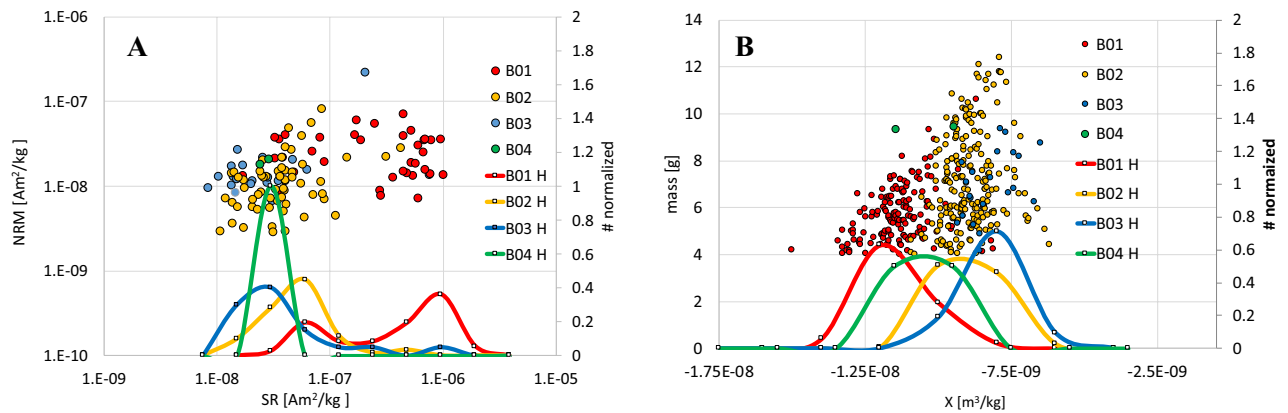 A
NRM [Am²/kg ]
1.E-06
1.E-07
1.E-08
1.E-09
1.E-10
1.E-09
1.E-08
1.E-07
1.E-06
1.E-05
SR [Am²/kg ]
2
1.8
1.6
1.4
1.2
1
0.8
0.6
0.4
0.2
0
# normalized
B01
B02
B03
B04
B01 H
B02 H
B03 H
B04 H
B
mass [g]
14
12
10
8
6
4
2
0
-1.75E-08
-1.25E-08
-7.5E-09
-2.5E-09
X [m³/kg]
2
1.8
1.6
1.4
1.2
1
0.8
0.6
0.4
0.2
0
# normalized
B01
B02
B03
B04
B01 H
B02 H
B03 H
B04 H